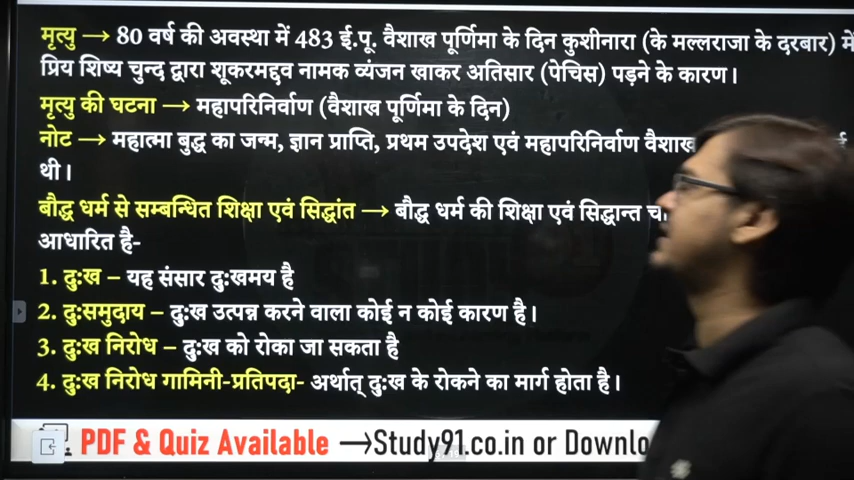 मृत्यु → 80 वर्ष की अवस्था में 483 ई.पू. वैशाख पूर्णिमा के दिन कुशीनारा (के मल्लराजा के दरबार) में
प्रिय शिष्य चुन्द द्वारा शूकरमद्दव नामक व्यंजन खाकर अतिसार (पेचिस) पड़ने के कारण।
मृत्यु की घटना → महापरिनिर्वाण (वैशाख पूर्णिमा के दिन)
नोट → महात्मा बुद्ध का जन्म, ज्ञान प्राप्ति, प्रथम उपदेश एवं महापरिनिर्वाण वैशाख
थी।
बौद्ध धर्म से सम्बन्धित शिक्षा एवं सिद्धांत → बौद्ध धर्म की शिक्षा एवं सिद्धान्त
आधारित है-
1. दुःख – यह संसार दुःखमय है
2. दुःसमुदाय – दुःख उत्पन्न करने वाला कोई न कोई कारण है।
3. दुःख निरोध – दुःख को रोका जा सकता है
4. दुःख निरोध गामिनी-प्रतिपदा- अर्थात् दुःख के रोकने का मार्ग होता है।
PDF & Quiz Available →Study91.co.in or Downlo